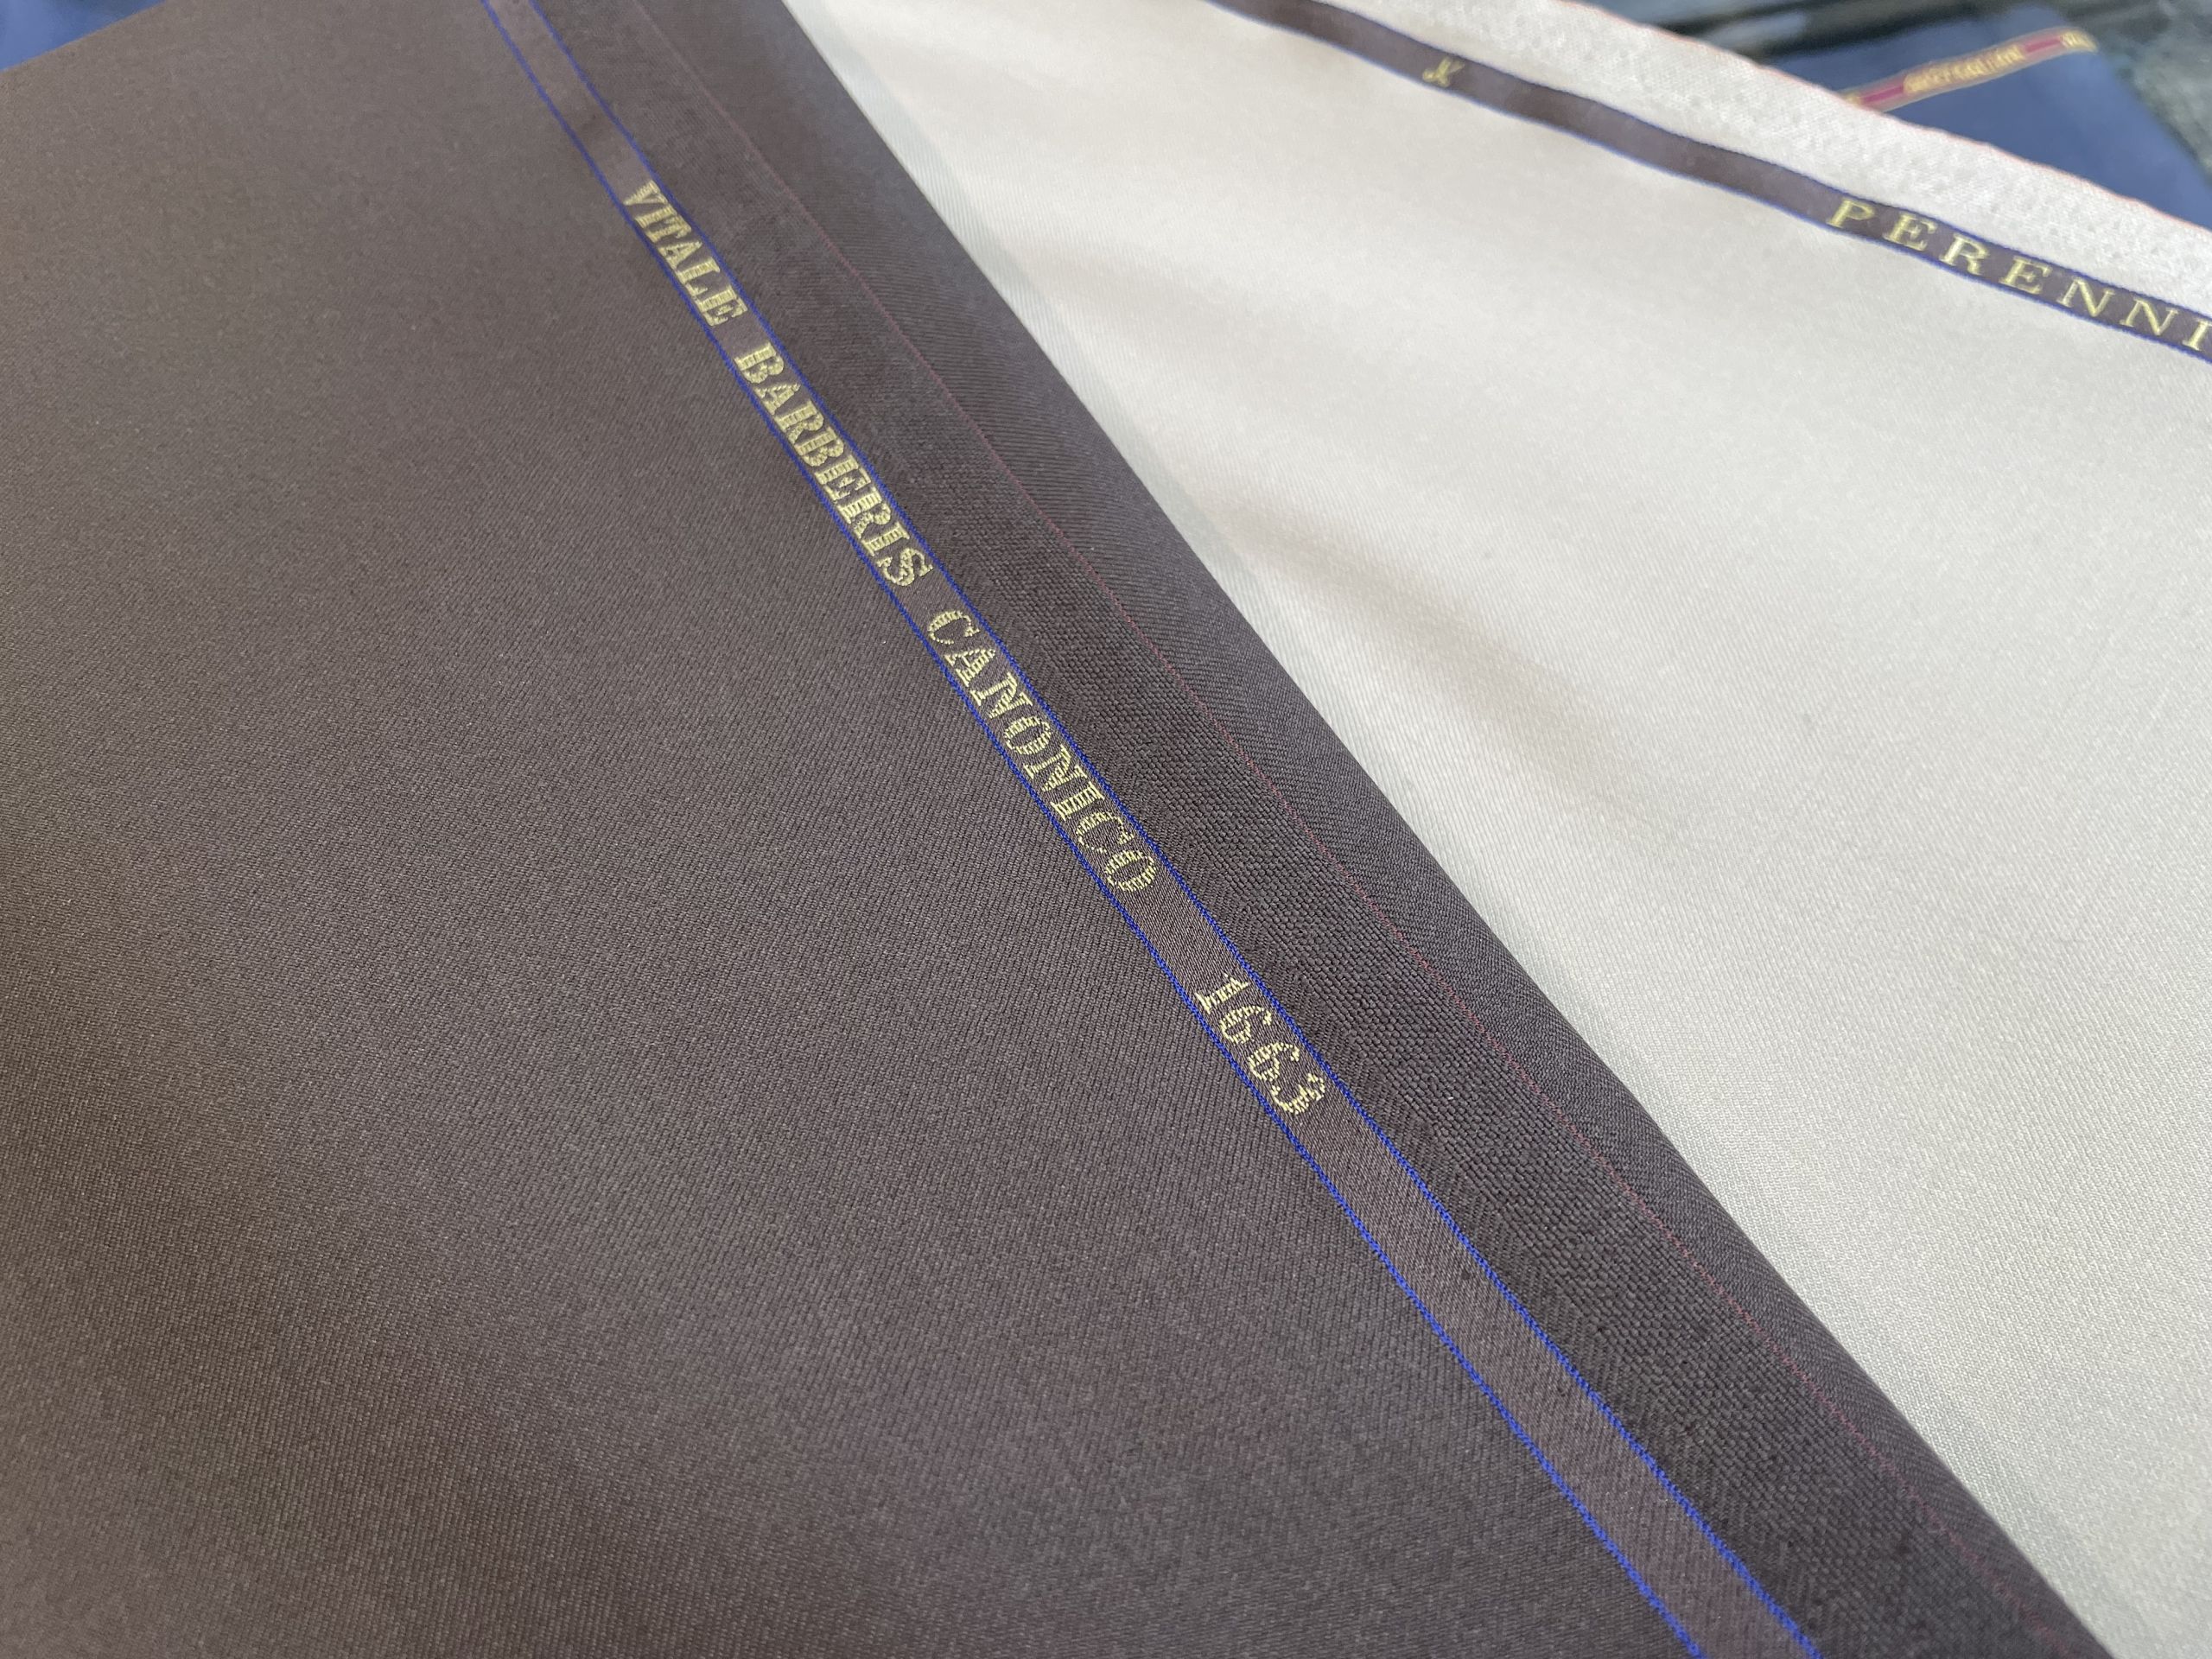 VITALE BARBERIS CANONICO 1663
PERENNI